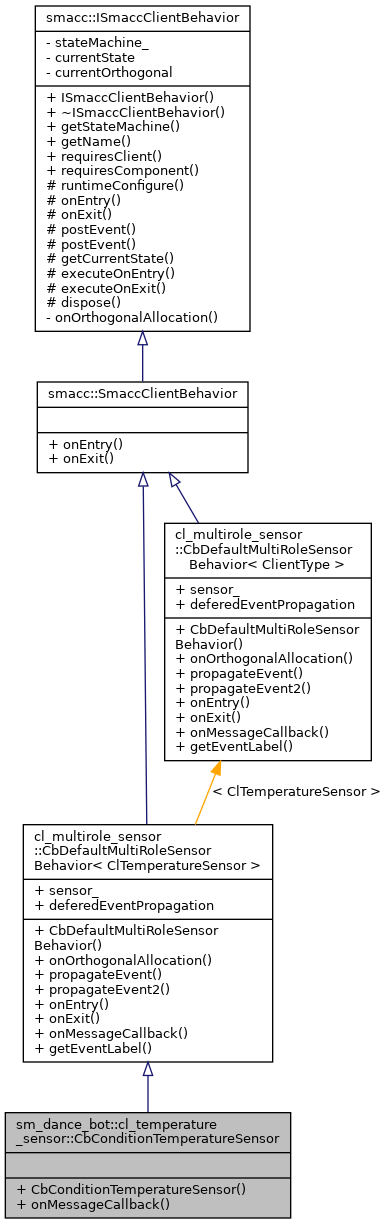 smacc::ISmaccClientBehavior
- stateMachine_
- currentState
- currentOrthogonal
+ ISmaccClientBehavior()
+ ~ISmaccClientBehavior()
+ getStateMachine()
+ getName()
+ requiresClient()
+ requiresComponent()
# runtimeConfigure()
# onEntry()
# onExit()
# postEvent()
# postEvent()
# getCurrentState()
# executeOnEntry()
# executeOnExit()
# dispose()
- onOrthogonalAllocation()
smacc::SmaccClientBehavior
+ onEntry()
+ onExit()
cl_multirole_sensor
::CbDefaultMultiRoleSensor
Behavior< ClientType >
+ sensor_
+ deferedEventPropagation
+ CbDefaultMultiRoleSensor
Behavior()
+ onOrthogonalAllocation()
+ propagateEvent()
+ propagateEvent2()
+ onEntry()
+ onExit()
+ onMessageCallback()
+ getEventLabel()
< ClTemperatureSensor >
cl_multirole_sensor
::CbDefaultMultiRoleSensor
Behavior< ClTemperatureSensor >
+ sensor_
+ deferedEventPropagation
+ CbDefaultMultiRoleSensor
Behavior()
+ onOrthogonalAllocation()
+ propagateEvent()
+ propagateEvent2()
+ onEntry()
+ onExit()
+ onMessageCallback()
+ getEventLabel()
sm_dance_bot::cl_temperature
_sensor::CbConditionTemperatureSensor
+ CbConditionTemperatureSensor()
+ onMessageCallback()